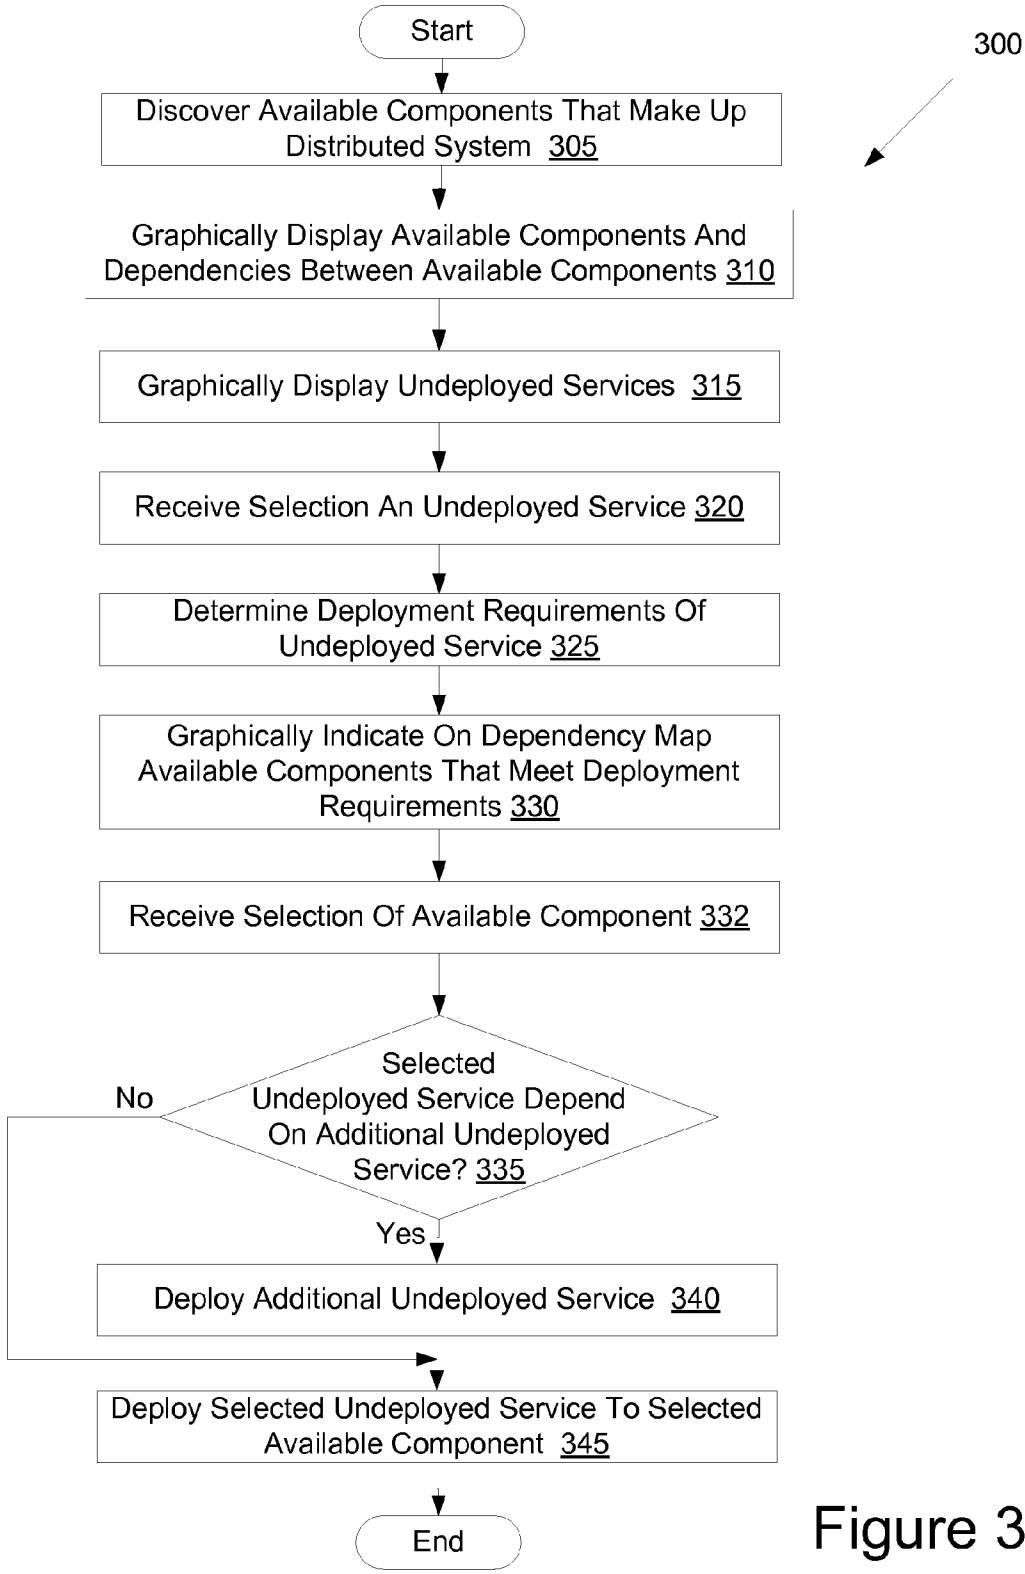 Start
300
Discover Available Components That Make Up
Distributed System 305
Graphically Display Available Components And
Dependencies Between Available Components 310
Graphically Display Undeployed Services 315
Receive Selection An Undeployed Service 320
Determine Deployment Requirements Of
Undeployed Service 325
Graphically Indicate On Dependency Map
Available Components That Meet Deployment
Requirements 330
Receive Selection Of Available Component 332
Selected
Undeployed Service Depend
On Additional Undeployed
Service? 335
No
Yes
Deploy Additional Undeployed Service 340
Deploy Selected Undeployed Service To Selected
Available Component 345
End
Figure 3